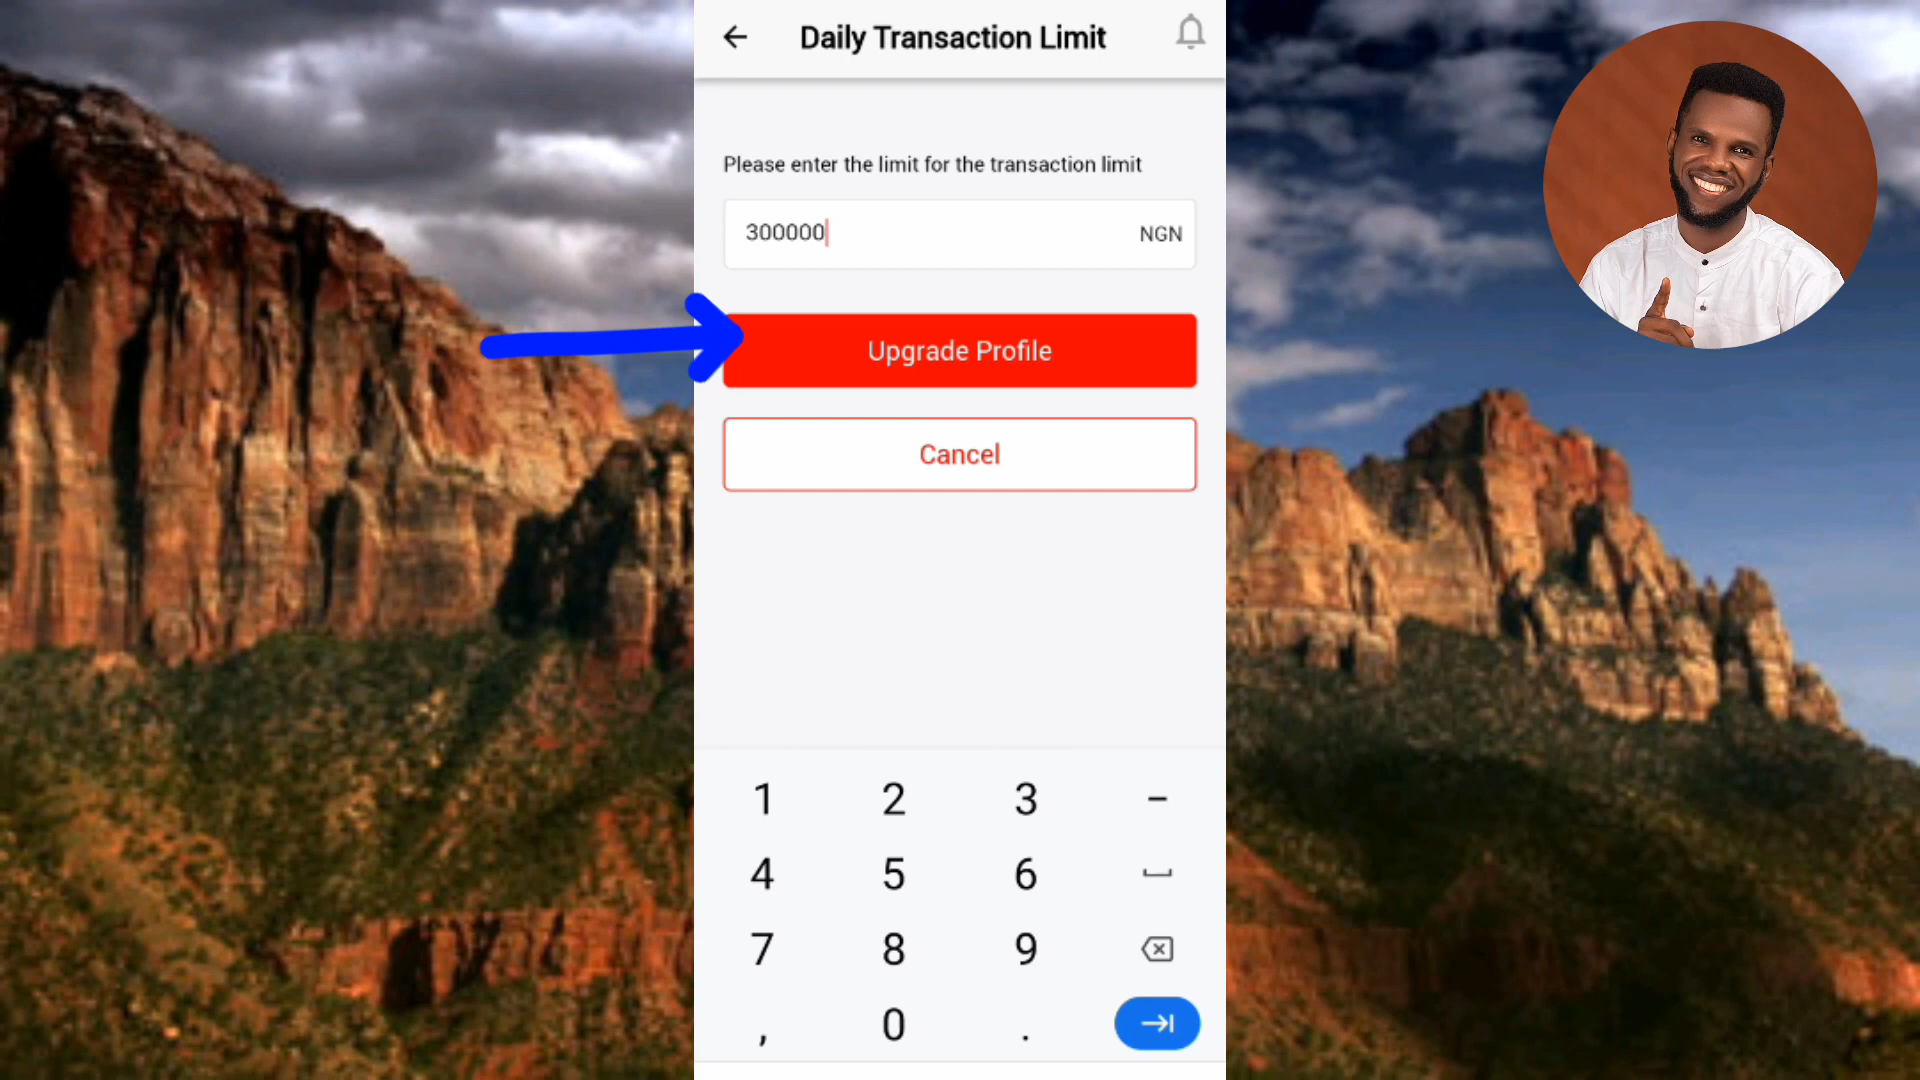 Daily Transaction Limit
Please enter the limit for the transaction limit
300000 NGN
Upgrade Profile
Cancel
1 2 3 –
4 5 6
7 8 9
, 0 .